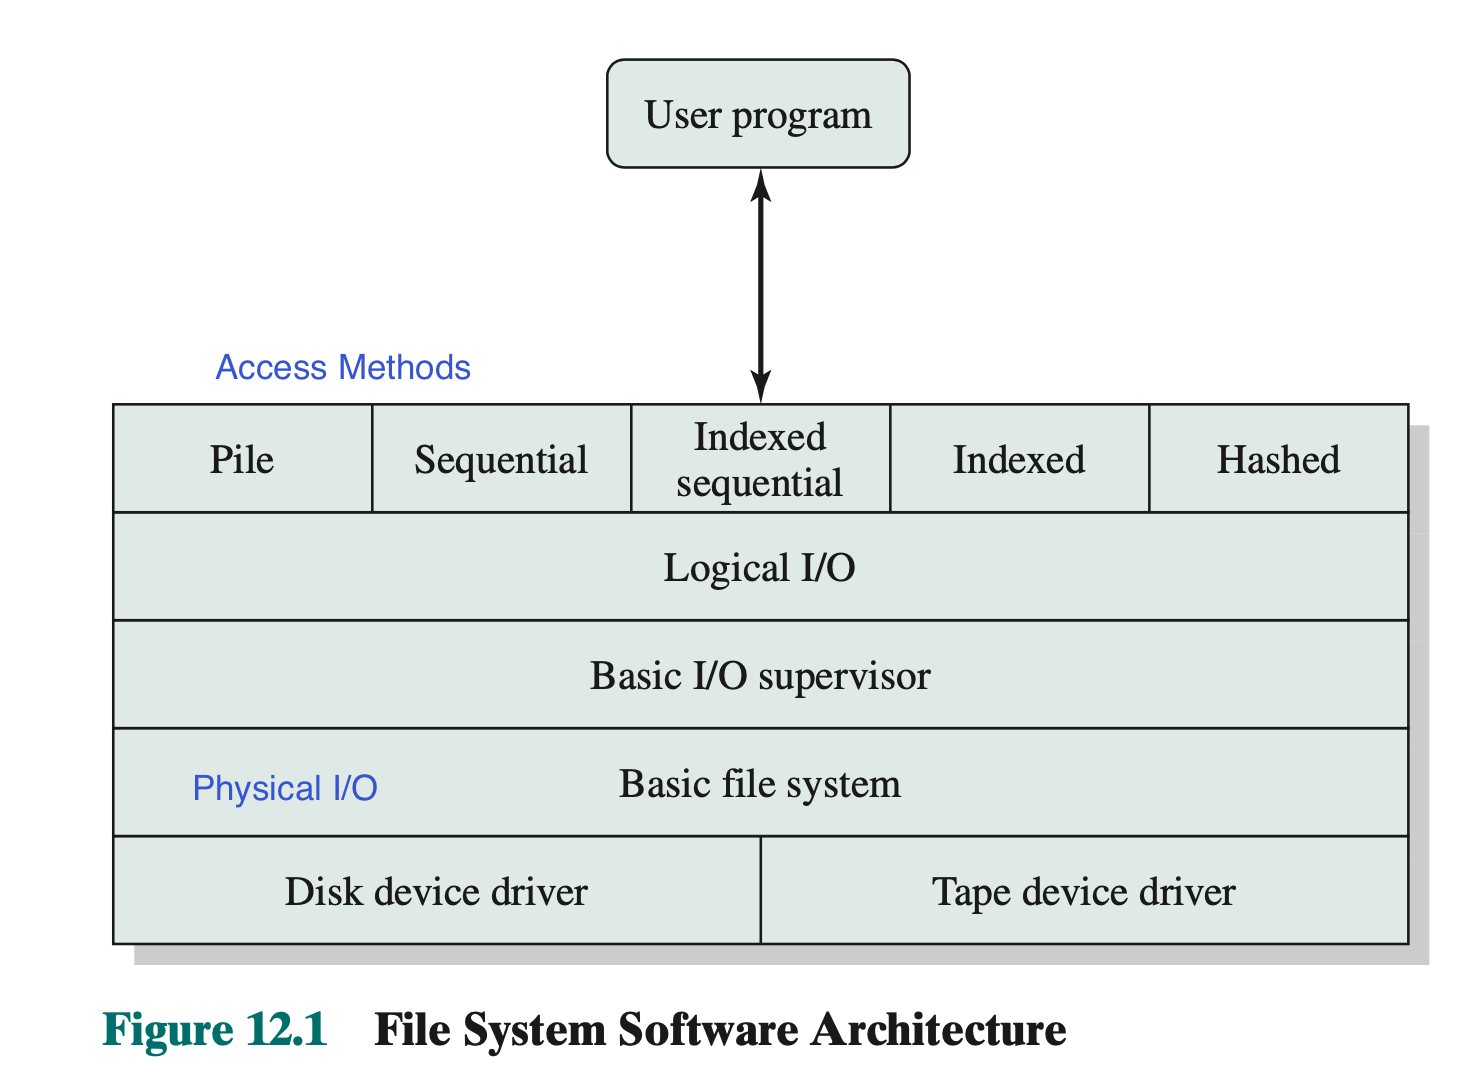 User program
Access Methods
Pile
Sequential
Indexed
sequential
Indexed
Hashed
Logical I/O
Basic I/O supervisor
Physical I/O
Basic file system
Disk device driver
Tape device driver
Figure 12.1 File System Software Architecture